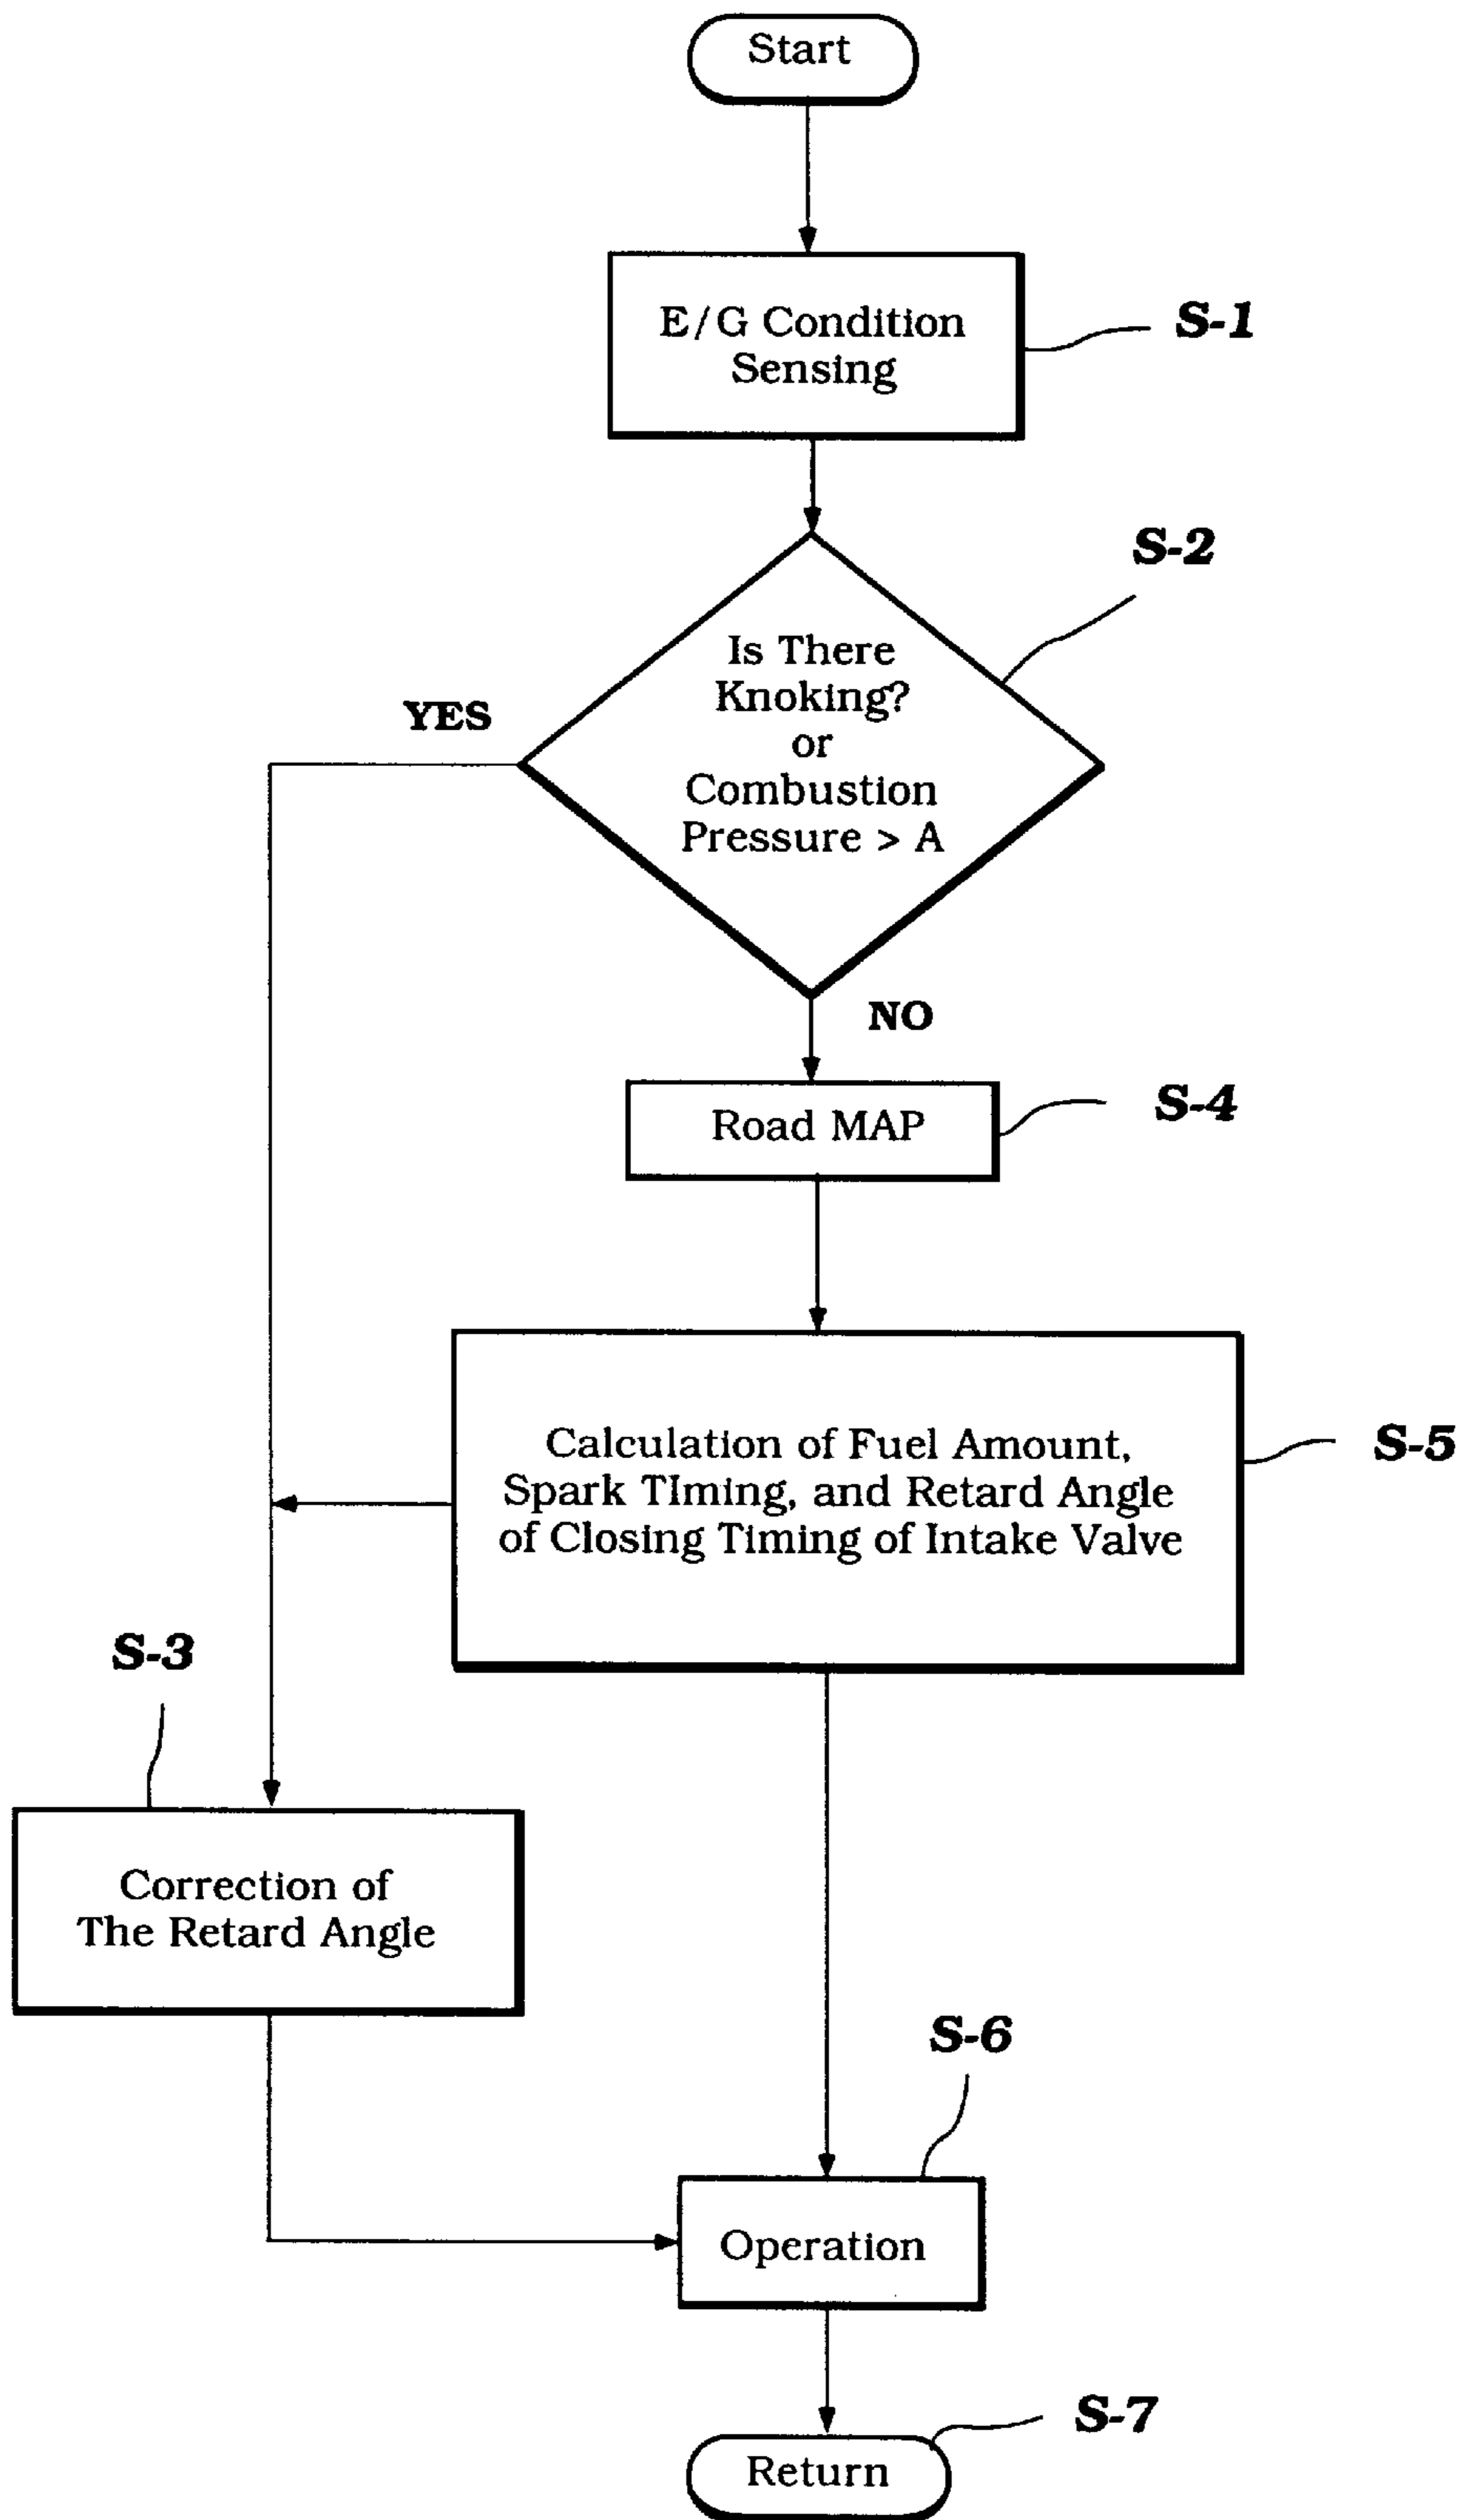 Start
E/G Condition
Sensing
S-1
S-2
Is There
Knoking?
or
Combustion
Pressure > A
YES
NO
Road MAP
S-4
Calculation of Fuel Amount,
Spark TIming, and Retard Angle
of Closing Timing of Intake Valve
S-5
S-3
Correction of
The Retard Angle
S-6
Operation
S-7
Return